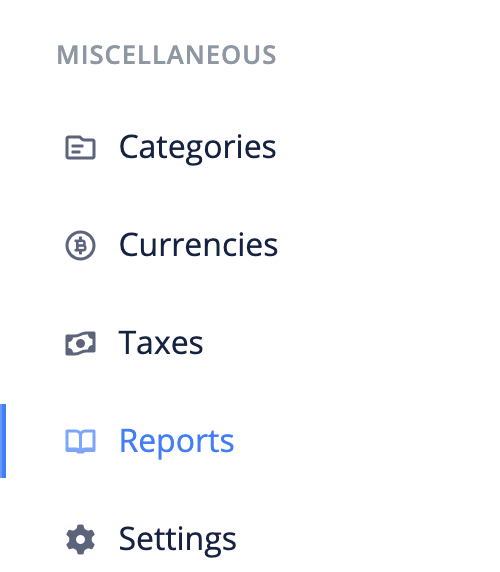 MISCELLANEOUS
Categories
Currencies
Taxes
Reports
Settings